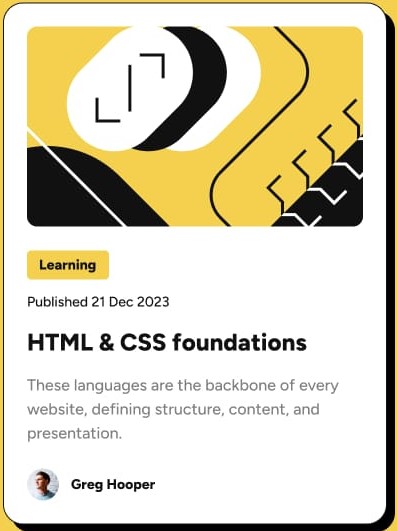 Learning
Published 21 Dec 2023
HTML & CSS foundations
These languages are the backbone of every
website, defining structure, content, and
presentation.
Greg Hooper